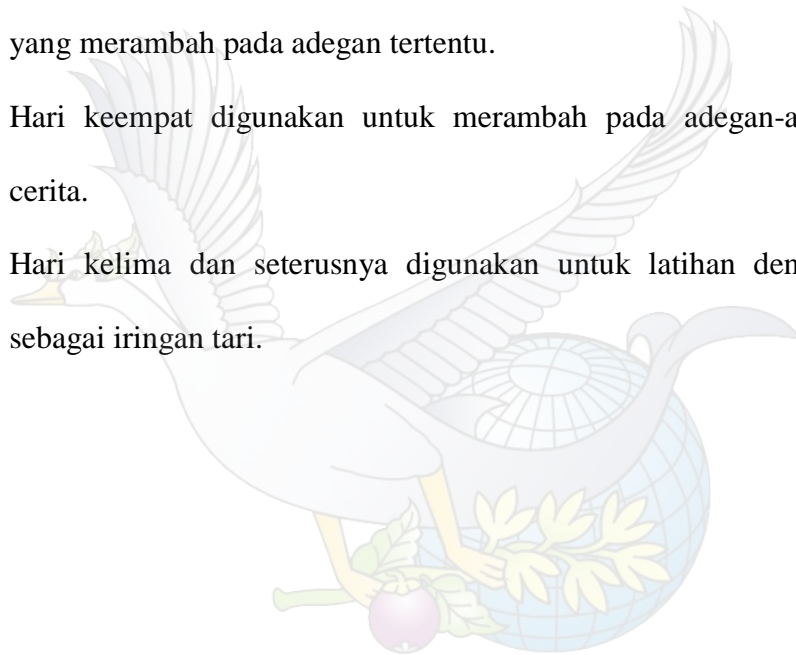 yang merambah pada adegan tertentu.
Hari keempat digunakan untuk merambah pada adegan-a
cerita.
Hari kelima dan seterusnya digunakan untuk latihan den
sebagai iringan tari.